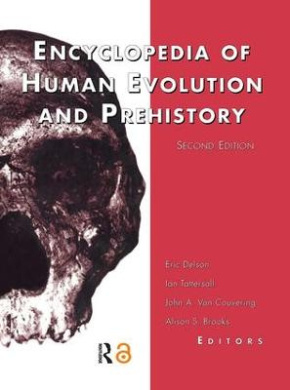 ENCYCLOPEDIA OF
HUMAN EVOLUTION
AND PREHISTORY
SECOND EDITION
Eric Delson
Ian Tattersall
John A. Van Couvering
Alison S. Brooks
EDITORS
R